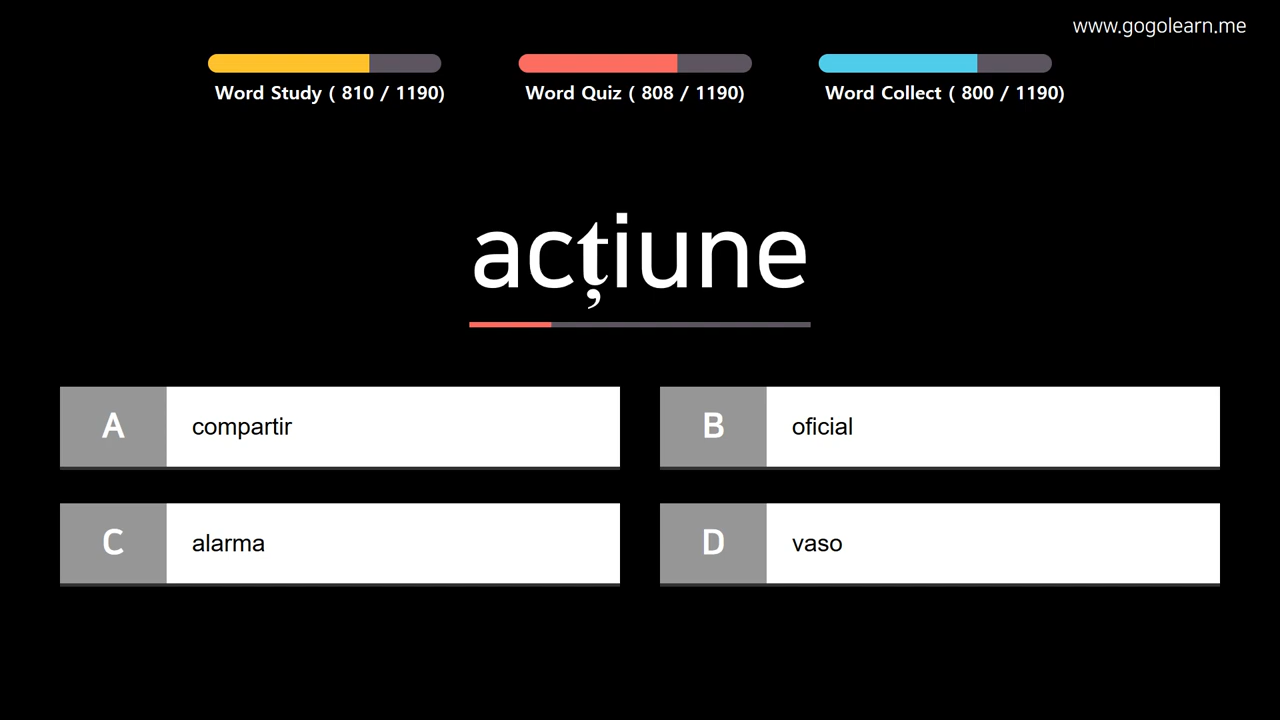 www.gogolearn.me
Word Study ( 810 / 1190)
Word Quiz ( 808 / 1190)
Word Collect ( 800 / 1190)
acțiune
A compartir
B oficial
C alarma
D vaso